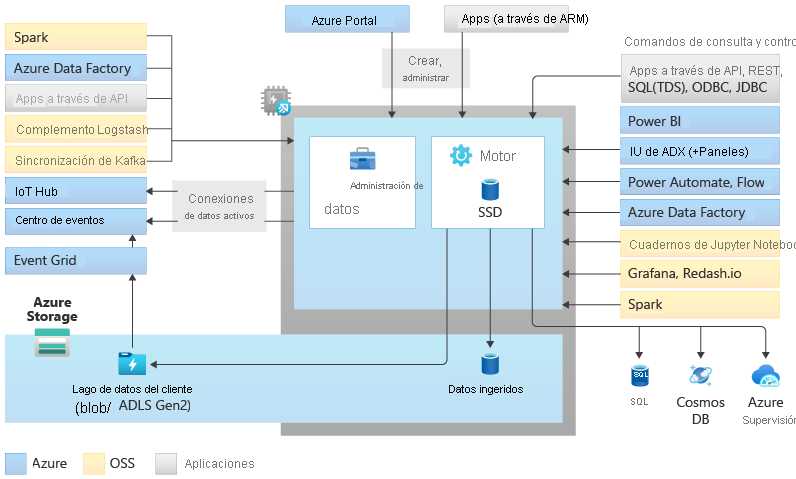 Azure Portal
Apps (a través de ARM)
Spark
Azure Data Factory
Apps a través de API
Complemento Logstash
Sincronización de Kafka
IoT Hub
Centro de eventos
Event Grid
Crear,
administrar
Conexiones
de datos activos
Administración de
datos
Motor
SSD
Comandos de consulta y contro
Apps a través de API, REST,
SQL(TDS), ODBC, JDBC
Power BI
IU de ADX (+Paneles)
Power Automate, Flow
Azure Data Factory
Cuadernos de Jupyter Noteboo
Grafana, Redash.io
Spark
Azure
Storage
Lago de datos del cliente
(blob/ ADLS Gen2)
Datos ingeridos
SQL
SQL
Cosmos
DB
Azure
Supervisión
Azure
OSS
Aplicaciones